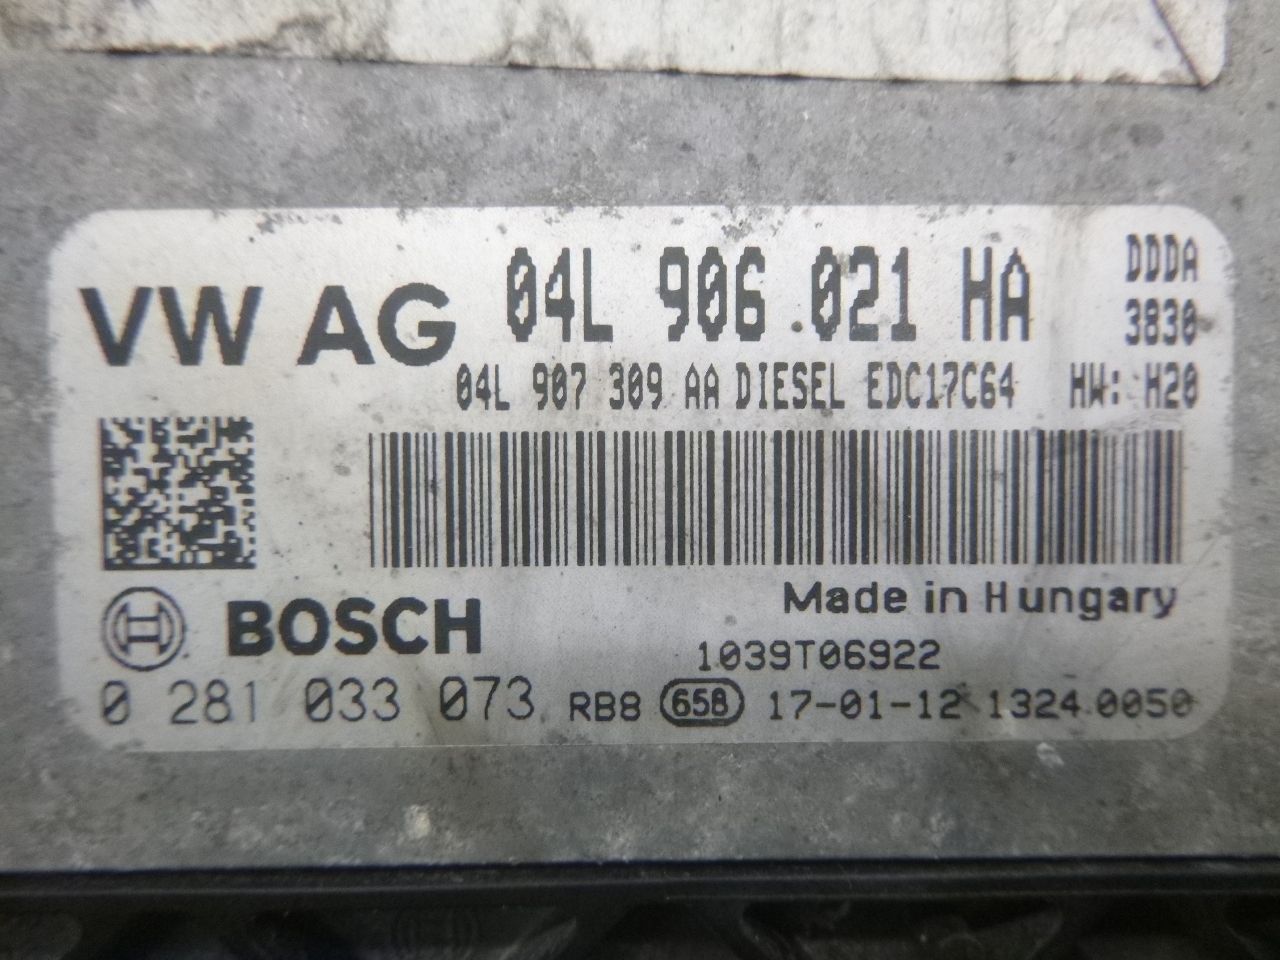 VW AG 04L 906 021 HA DDDA
3830
04L 907 309 AA DIESEL EDC17C64 HW: H20
Made in Hungary
BOSCH
1039T06922
0 281 033 073 RB8 658 17-01-12 1324.0050